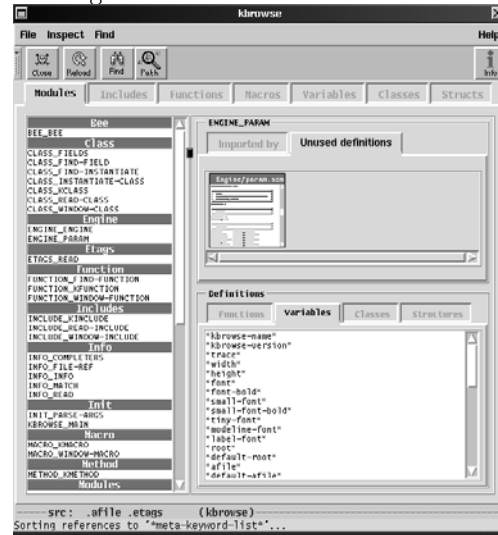 kbrowse
File Inspect Find Help
Close Reload Find Path Info
Modules Includes Functions Macros Variables Classes Structs
Bee
BEE_BEE
Class
CLASS_FIELDS
CLASS_FIND-FIELD
CLASS_FIND-INSTANTIATE
CLASS_INSTANTIATE-CLASS
CLASS_KCLASS
CLASS_READ-CLASS
CLASS_WINDOW-CLASS
Engine
ENGINE_ENGINE
ENGINE_PARAM
Etags
ETAGS_READ
Function
FUNCTION_FIND-FUNCTION
FUNCTION_KFUNCTION
FUNCTION_WINDOW-FUNCTION
Includes
INCLUDE_KINCLUDE
INCLUDE_READ-INCLUDE
INCLUDE_WINDOW-INCLUDE
Info
INFO_COMPLETERS
INFO_FILE-REF
INFO_INFO
INFO_MATCH
INFO_READ
Init
INIT_PARSE-ARGS
KBROWSE_MAIN
Macro
MACRO_KMACRO
MACRO_WINDOW-MACRO
Method
METHOD_KMETHOD
Modules
ENGINE_PARAM
Imported by Unused definitions
Engine/param.scm
Definitions
Functions Variables Classes Structures
*kbrowse-name*
*kbrowse-version*
*trace*
*width*
*height*
*font*
*font-bold*
*small-font*
*small-font-bold*
*tiny-font*
*modeline-font*
*label-font*
*root*
*default-root*
*afile*
*default-afile*
-----src: .afile .etags (kbrowse)-----
Sorting references to `*meta-keyword-list*'...